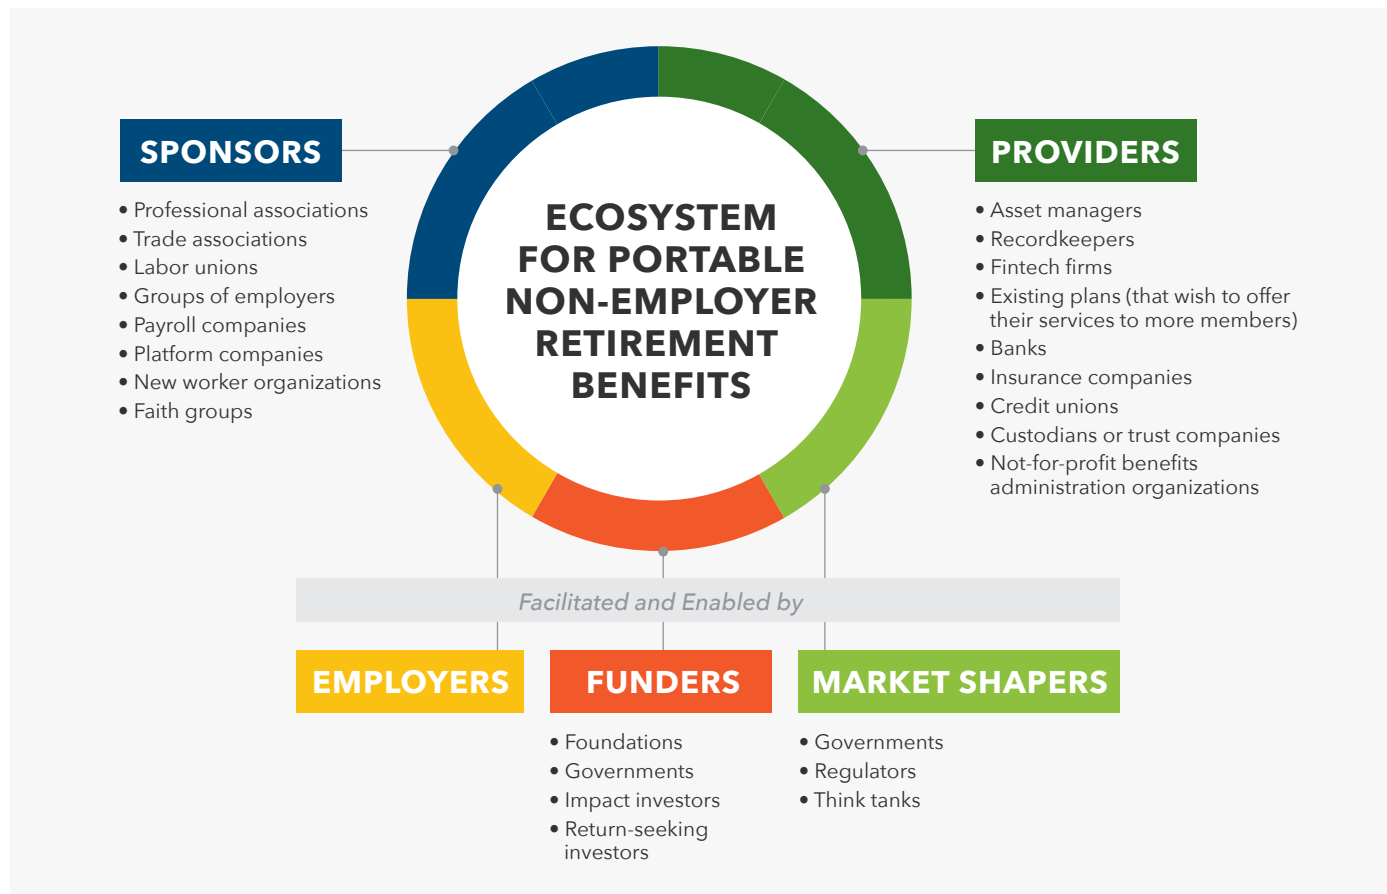 ECOSYSTEM
FOR PORTABLE
NON-EMPLOYER
RETIREMENT
BENEFITS
SPONSORS
• Professional associations
• Trade associations
• Labor unions
• Groups of employers
• Payroll companies
• Platform companies
• New worker organizations
• Faith groups
PROVIDERS
• Asset managers
• Recordkeepers
• Fintech firms
• Existing plans (that wish to offer
their services to more members)
• Banks
• Insurance companies
• Credit unions
• Custodians or trust companies
• Not-for-profit benefits
administration organizations
Facilitated and Enabled by
EMPLOYERS
FUNDERS
• Foundations
• Governments
• Impact investors
• Return-seeking
investors
MARKET SHAPERS
• Governments
• Regulators
• Think tanks